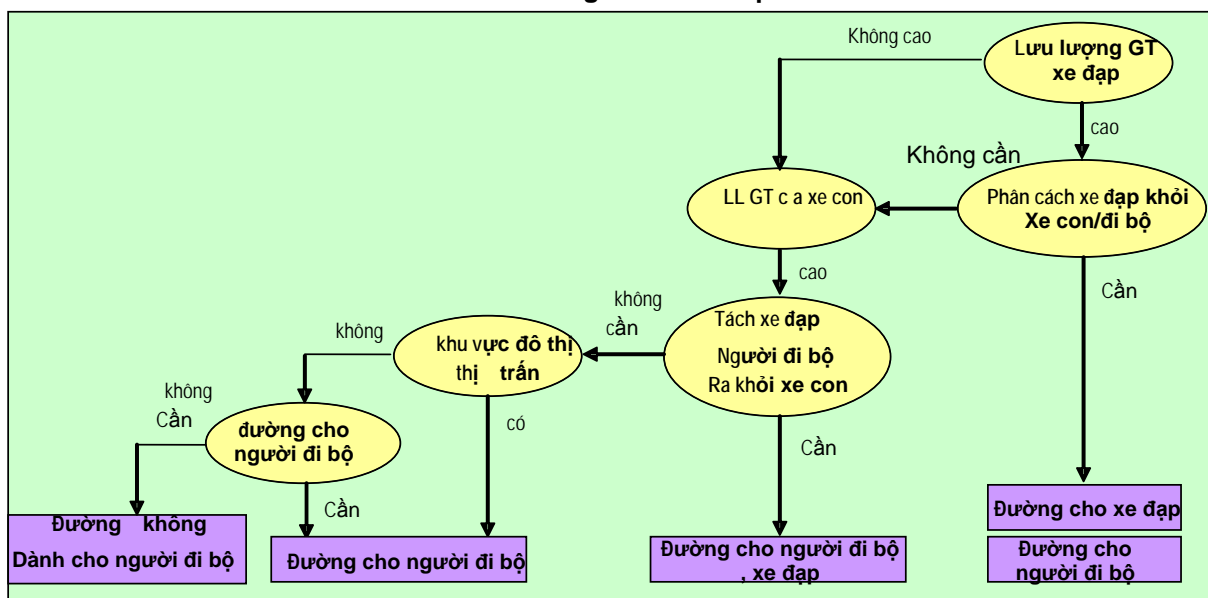 Không cao
Lưu lượng GT
xe đạp
cao
Không cần
LL GT c a xe con
Phân cách xe đạp khỏi
Xe con/đi bộ
cao
Cần
không
cần
Tách xe đạp
Người đi bộ
Ra khỏi xe con
không
khu vực đô thị
thị trấn
không
Cần
có
Cần
đường cho
người đi bộ
Cần
Đường không
Dành cho người đi bộ
Đường cho người đi bộ
Đường cho người đi bộ
, xe đạp
Đường cho xe đạp
Đường cho
người đi bộ